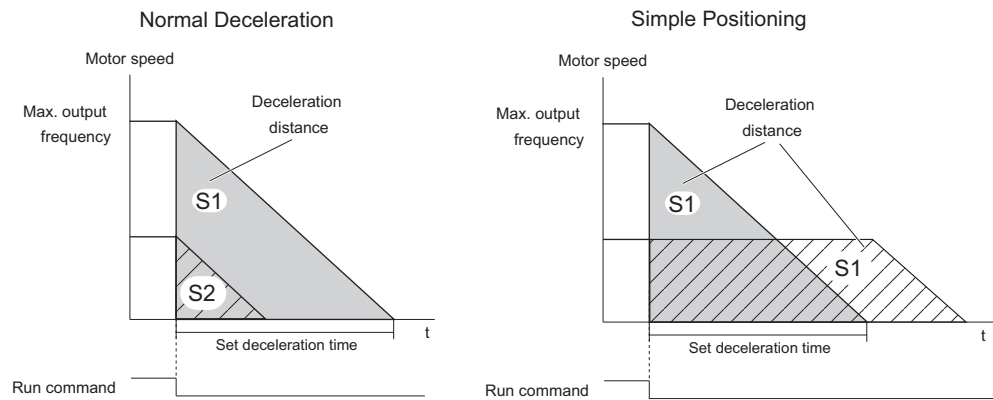 Normal Deceleration
Motor speed
Max. output
frequency
Deceleration
distance
S1
S2
t
Set deceleration time
Run command
Simple Positioning
Motor speed
Max. output
frequency
Deceleration
distance
S1
S1
t
Set deceleration time
Run command